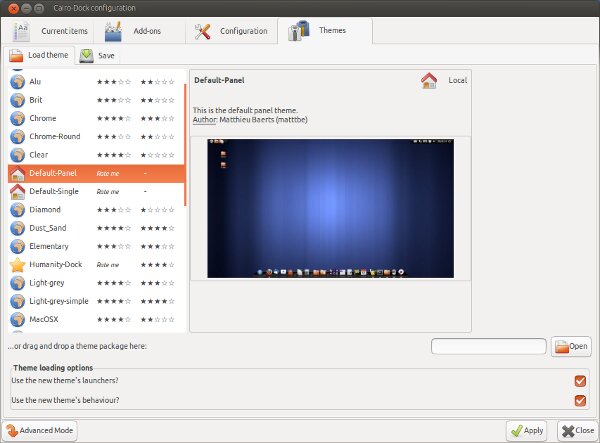 Cairo-Dock configuration
Current items
Add-ons
Configuration
Themes
Load theme
Save
Alu
Brit
Chrome
Chrome-Round
Clear
Default-Panel Rate me -
Default-Single Rate me -
Diamond
Dust_Sand
Elementary
Humanity-Dock Rate me
Light-grey
Light-grey-simple
MacOSX
Default-Panel
Local
This is the default panel theme.
Author: Matthieu Baerts (matttbe)
...or drag and drop a theme package here:
Open
Theme loading options
Use the new theme's launchers?
Use the new theme's behaviour?
Advanced Mode
Apply
Close